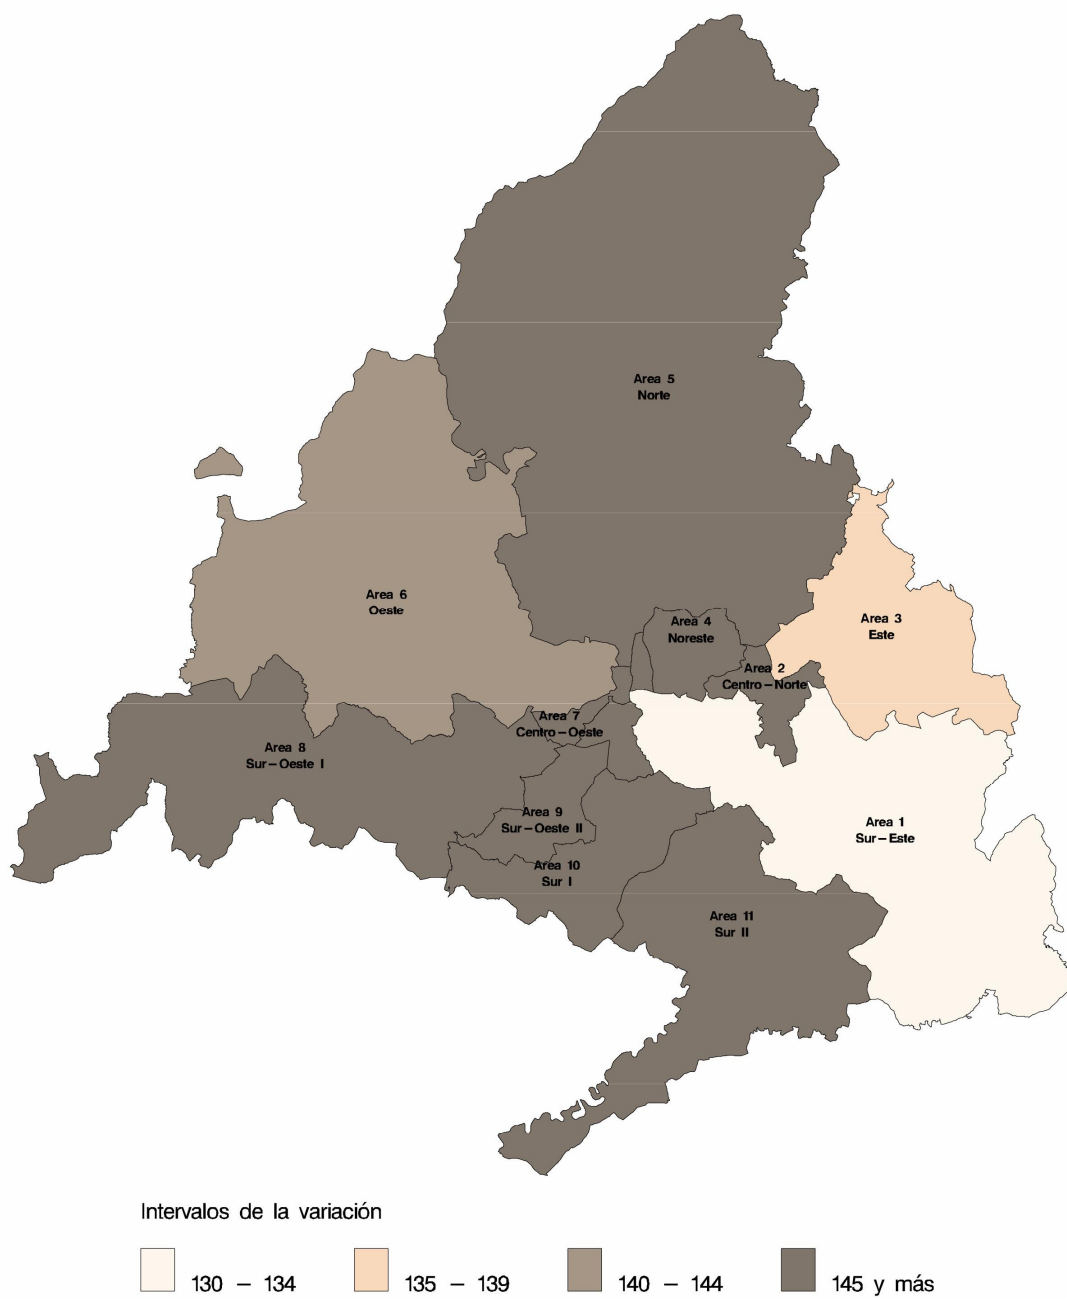 Area 5
Norte
Area 6
Oeste
Area 4
Noreste
Area 3
Este
Area 2
Centro – Norte
Area 7
Centro – Oeste
Area 8
Sur – Oeste I
Area 9
Sur – Oeste II
Area 1
Sur – Este
Area 10
Sur I
Area 11
Sur II
Intervalos de la variación
130 – 134
135 – 139
140 – 144
145 y más